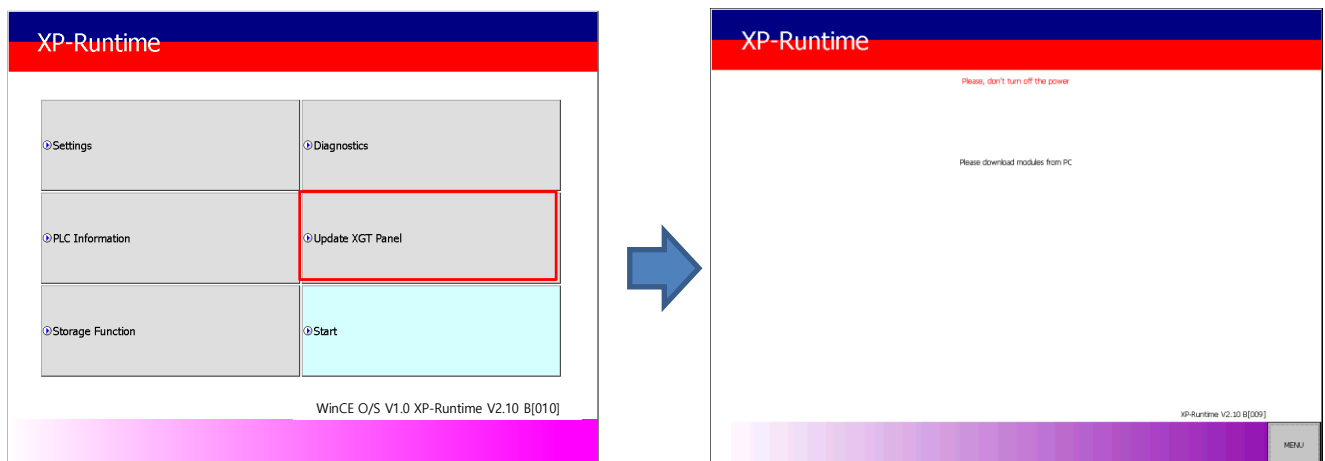 XP-Runtime
Settings
Diagnostics
PLC Information
Update XGT Panel
Storage Function
Start
WinCE O/S V1.0 XP-Runtime V2.10 B[010]
XP-Runtime
Please, don't turn off the power
Please download modules from PC
XP-Runtime V2.10 B[009]
MENU